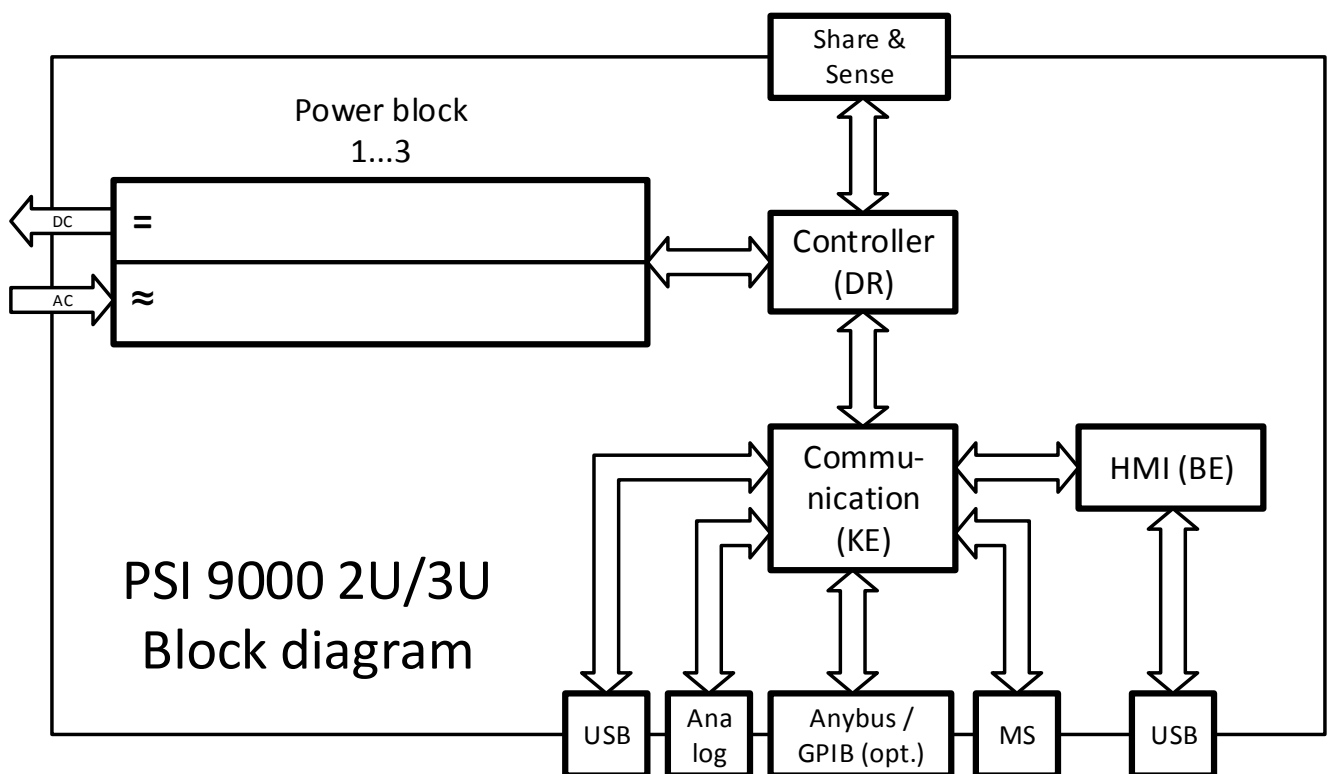 Share &
Sense
Power block
1...3
DC
=
Controller
(DR)
AC
≈
Commu-
nication
(KE)
HMI (BE)
PSI 9000 2U/3U
Block diagram
USB
Ana
log
Anybus /
GPIB (opt.)
MS
USB